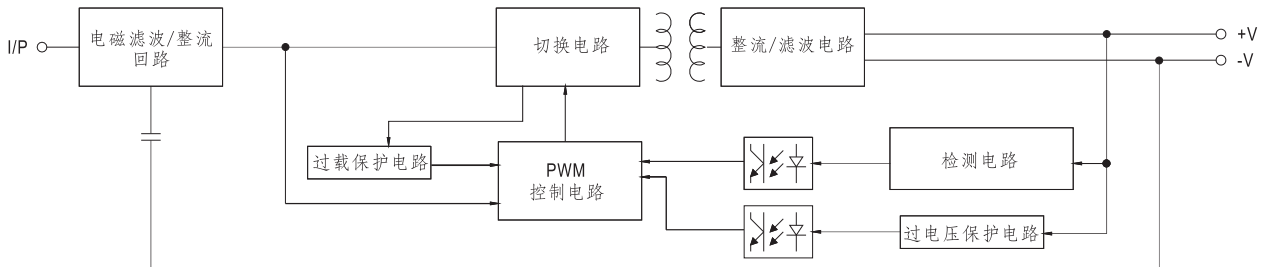 I/P
电磁滤波/整流
回路
切换电路
整流/滤波电路
+V
-V
过载保护电路
PWM
控制电路
检测电路
过电压保护电路